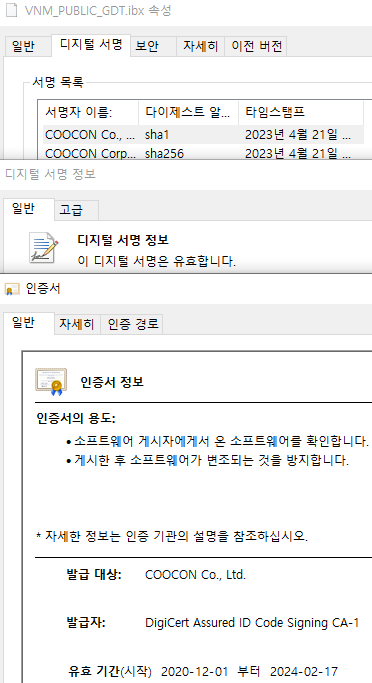 VNM_PUBLIC_GDT.ibx 속성
일반 디지털 서명 보안 자세히 이전 버전
서명 목록
서명자 이름: 다이제스트 알... 타임스탬프
COOCON Co., ... sha1 2023년 4월 21일 ...
COOCON Corp... sha256 2023년 4월 21일 ...
디지털 서명 정보
일반 고급
디지털 서명 정보
이 디지털 서명은 유효합니다.
인증서
일반 자세히 인증 경로
인증서 정보
인증서의 용도:
• 소프트웨어 게시자에게서 온 소프트웨어를 확인합니다.
• 게시한 후 소프트웨어가 변조되는 것을 방지합니다.
* 자세한 정보는 인증 기관의 설명을 참조하십시오.
발급 대상: COOCON Co., Ltd.
발급자: DigiCert Assured ID Code Signing CA-1
유효 기간(시작) 2020-12-01 부터 2024-02-17